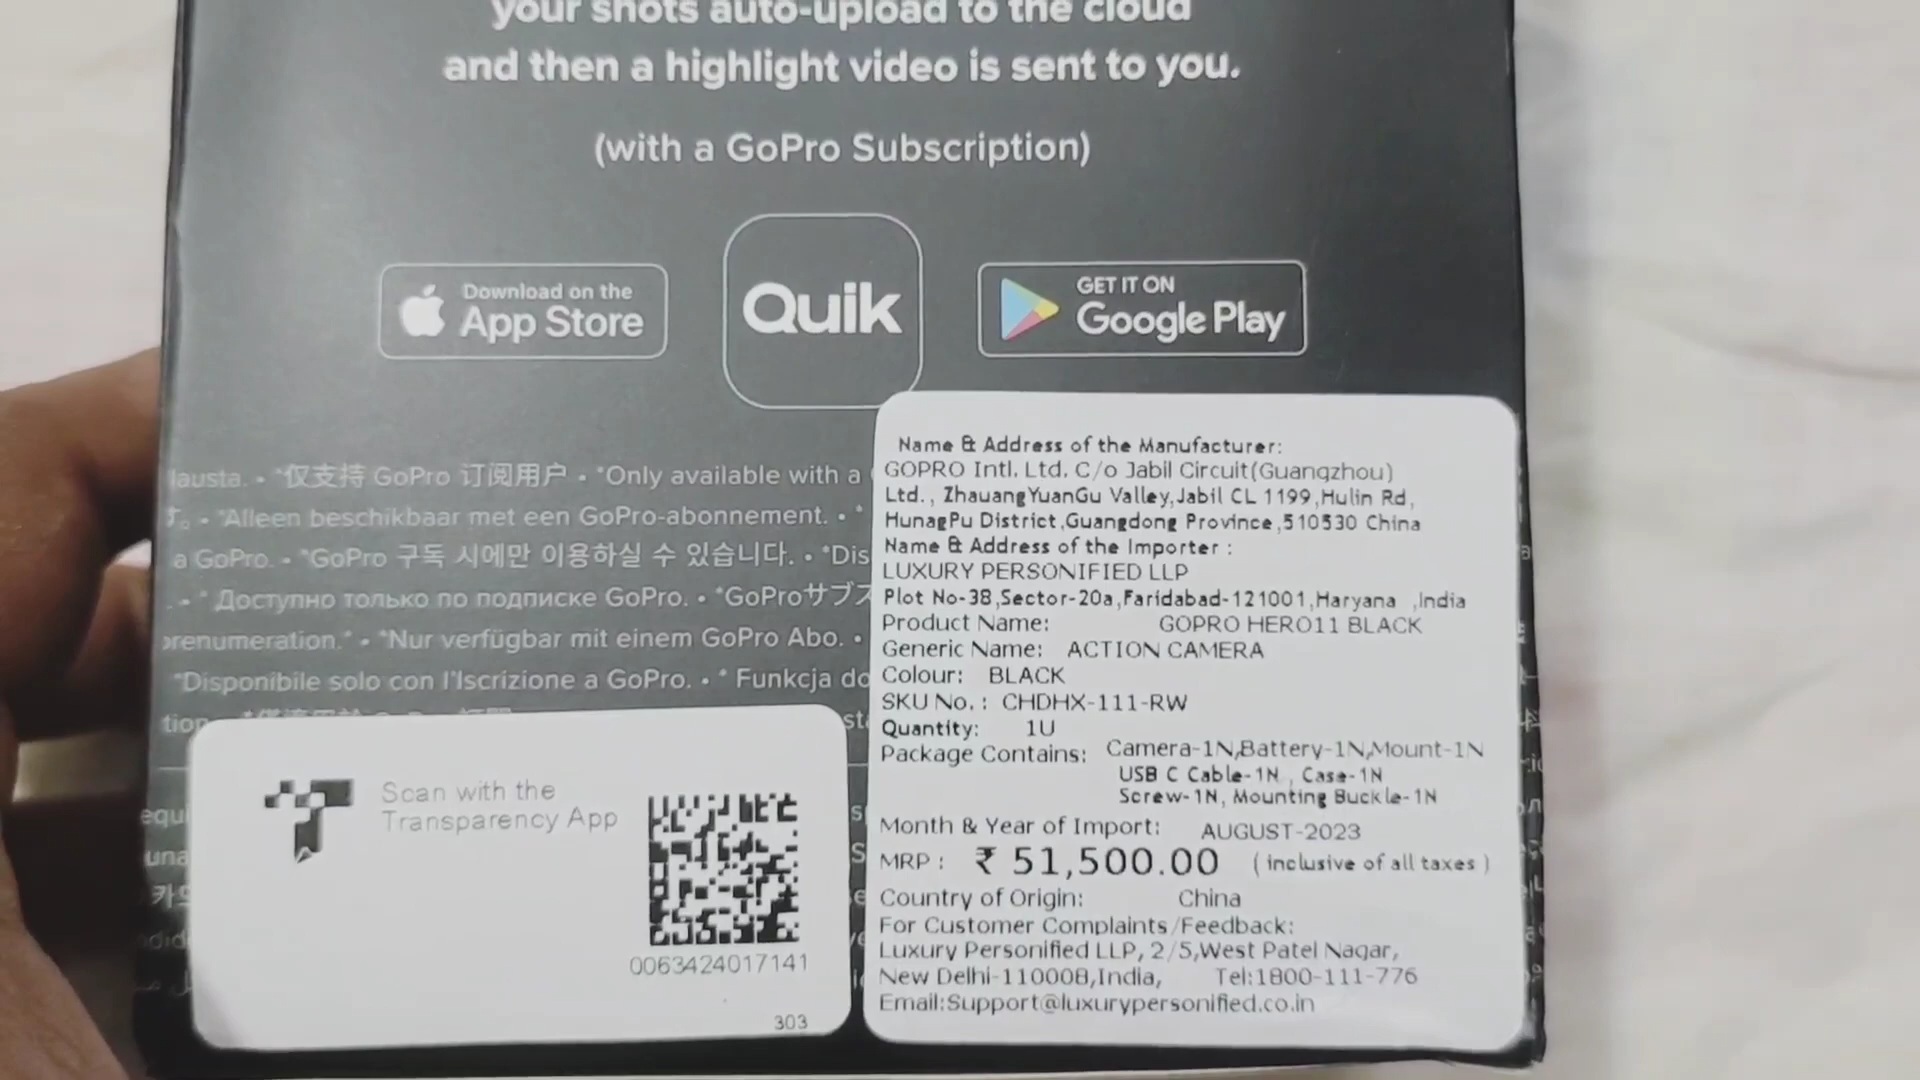 your shots auto-upload to the cloud
and then a highlight video is sent to you.
(with a GoPro Subscription)
Download on the
App Store
Quik
GET IT ON
Google Play
lausta. • *仅支持 GoPro 订阅用户 • *Only available with a
す。 • *Alleen beschikbaar met een GoPro-abonnement. • *
a GoPro. • *GoPro 구독 시에만 이용하실 수 있습니다. • *Dis
. • * Доступно только по подписке GoPro. • *GoProサブス
prenumeration.* • *Nur verfügbar mit einem GoPro Abo. •
*Disponibile solo con l'Iscrizione a GoPro. • * Funkcja do
tion
Scan with the
Transparency App
0063424017141
303
Name & Address of the Manufacturer:
GOPRO Intl. Ltd. C/o Jabil Circuit(Guangzhou)
Ltd., ZhauangYuanGu Valley,Jabil CL 1199,Hulin Rd,
HunagPu District,Guangdong Province,510530 China
Name & Address of the Importer :
LUXURY PERSONIFIED LLP
Plot No-38,Sector-20a,Faridabad-121001,Haryana ,India
Product Name: GOPRO HERO11 BLACK
Generic Name: ACTION CAMERA
Colour: BLACK
SKU No. : CHDHX-111-RW
Quantity: 1U
Package Contains: Camera-1N,Battery-1N,Mount-1N
USB C Cable-1N , Case-1N
Screw-1N, Mounting Buckle-1N
Month & Year of Import: AUGUST-2023
MRP : ₹ 51,500.00 ( inclusive of all taxes )
Country of Origin: China
For Customer Complaints/Feedback:
Luxury Personified LLP, 2/5,West Patel Nagar,
New Delhi-110008,India, Tel:1800-111-776
Email:Support@luxurypersonified.co.in